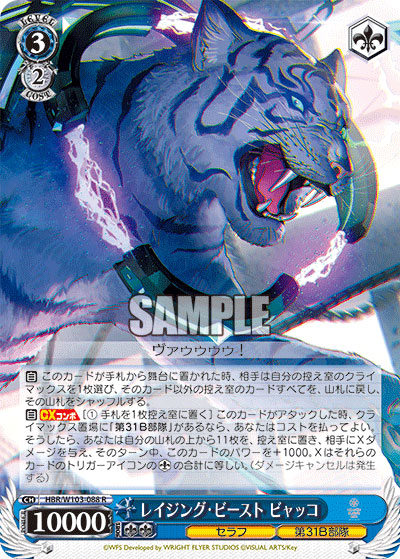 LEVEL
3
2
COST
SAMPLE
ヴァゥゥゥゥ！
自 このカードが手札から舞台に置かれた時、相手は自分の控え室のクライ
マックスを1枚選び、そのカード以外の控え室のカードすべてを、山札に戻し、
その山札をシャッフルする。
自 CXコンボ [① 手札を1枚控え室に置く] このカードがアタックした時、クラ
イマックス置場に「第31B部隊」があるなら、あなたはコストを払ってよい。
そうしたら、あなたは自分の山札の上から11枚を、控え室に置き、相手にXダ
メージを与え、そのターン中、このカードのパワーを＋1000。Xはそれらの
カードのトリガーアイコンの の合計に等しい。（ダメージキャンセルは発
生する）
CH HBR/W103-088 R
10000
レイジング・ビースト ビャッコ
セラフ
第31B部隊
©WFS Developed by WRIGHT FLYER STUDIOS ©VISUAL ARTS/Key